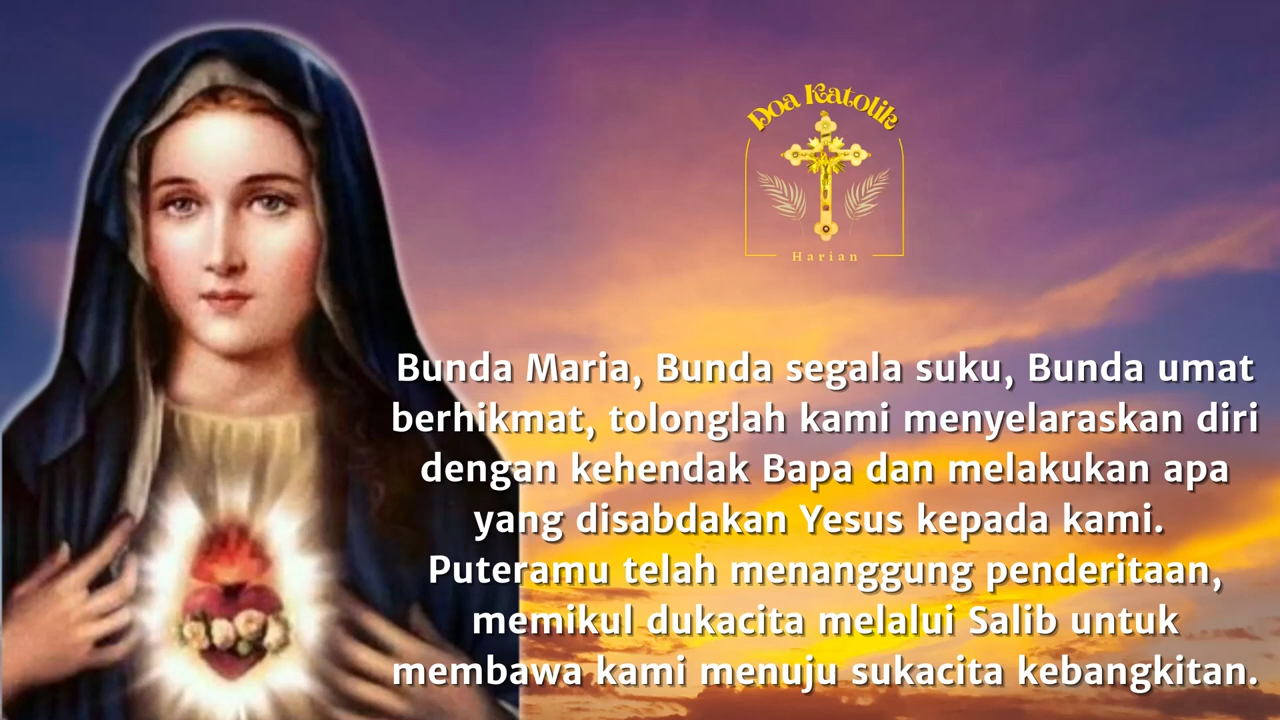 Doa Katolik
Harian
Bunda Maria, Bunda segala suku, Bunda umat
berhikmat, tolonglah kami menyelaraskan diri
dengan kehendak Bapa dan melakukan apa
yang disabdakan Yesus kepada kami.
Puteramu telah menanggung penderitaan,
memikul dukacita melalui Salib untuk
membawa kami menuju sukacita kebangkitan.